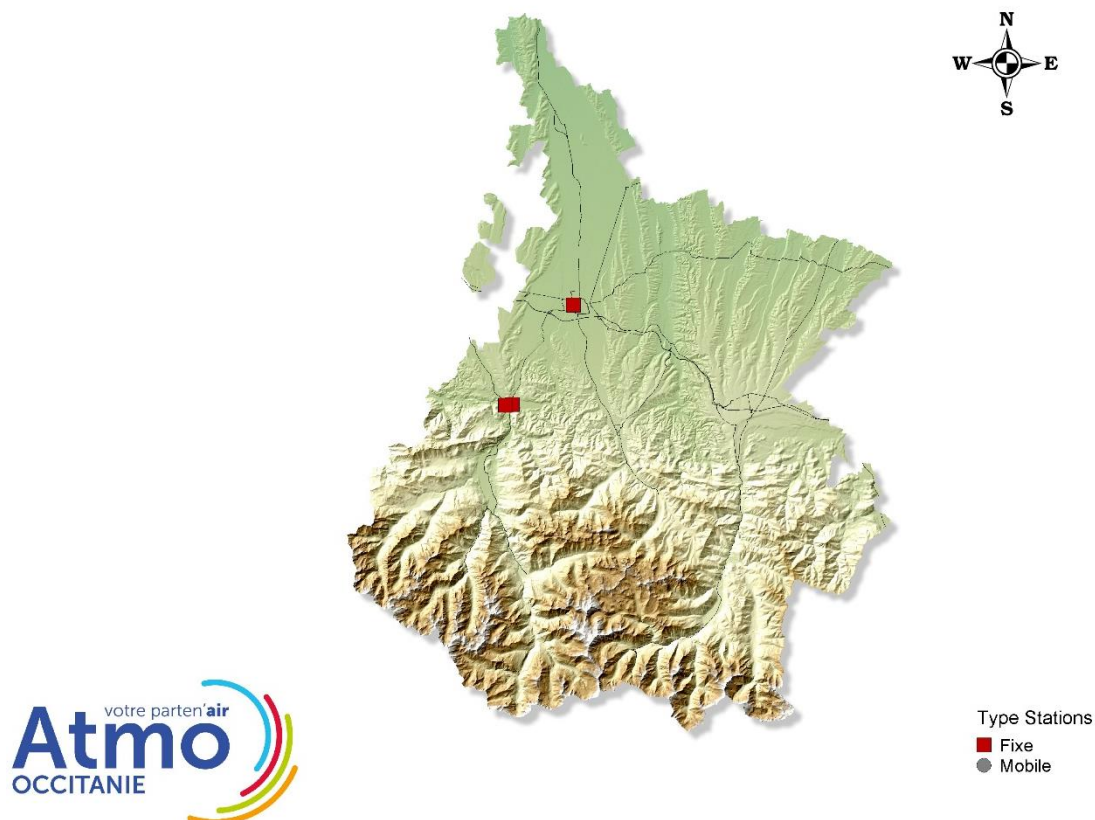 N
W E
S
votre parten'air
Atmo
OCCITANIE
Type Stations
Fixe
Mobile